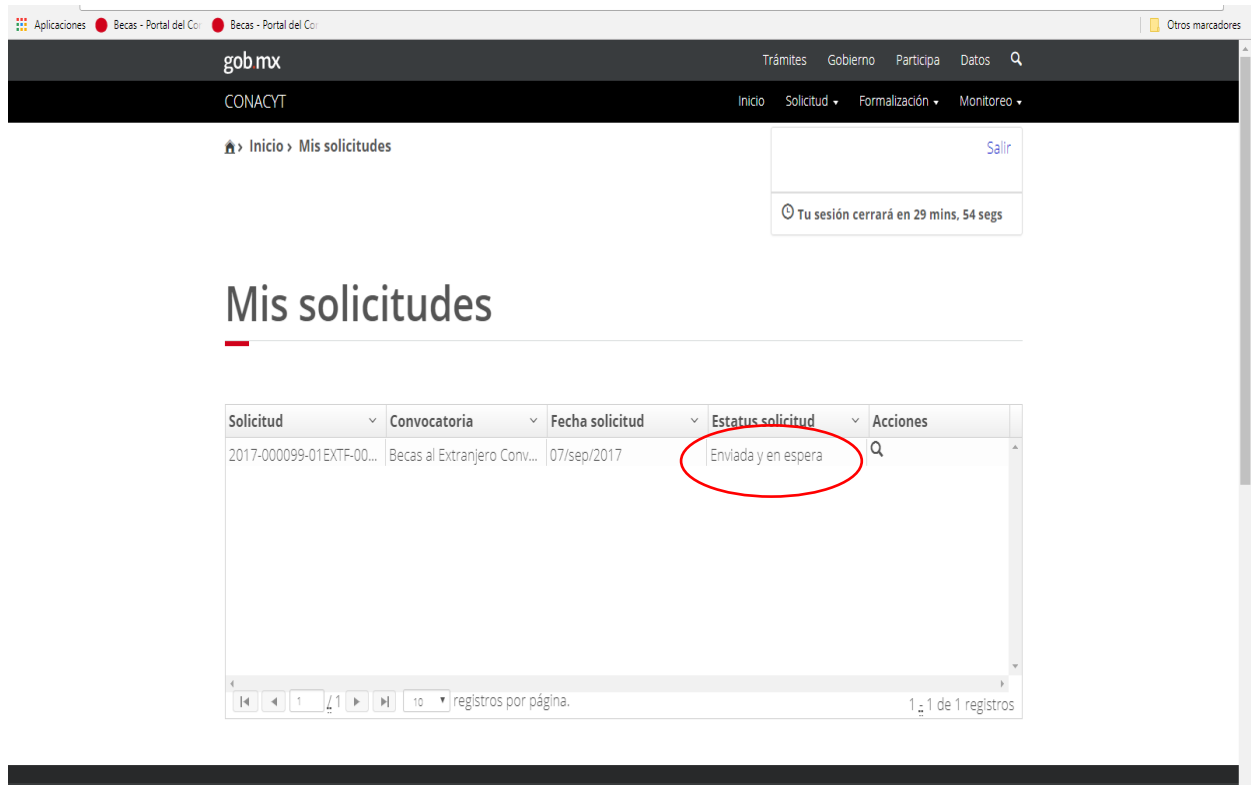 Aplicaciones Becas - Portal del Cor Becas - Portal del Cor Otros marcadores
gob.mx Trámites Gobierno Participa Datos
CONACYT Inicio Solicitud Formalización Monitoreo
› Inicio › Mis solicitudes
Salir
Tu sesión cerrará en 29 mins, 54 segs
Mis solicitudes
Solicitud Convocatoria Fecha solicitud Estatus solicitud Acciones
2017-000099-01EXTF-00... Becas al Extranjero Conv... 07/sep/2017 Enviada y en espera
1 / 1 10 registros por página. 1 - 1 de 1 registros